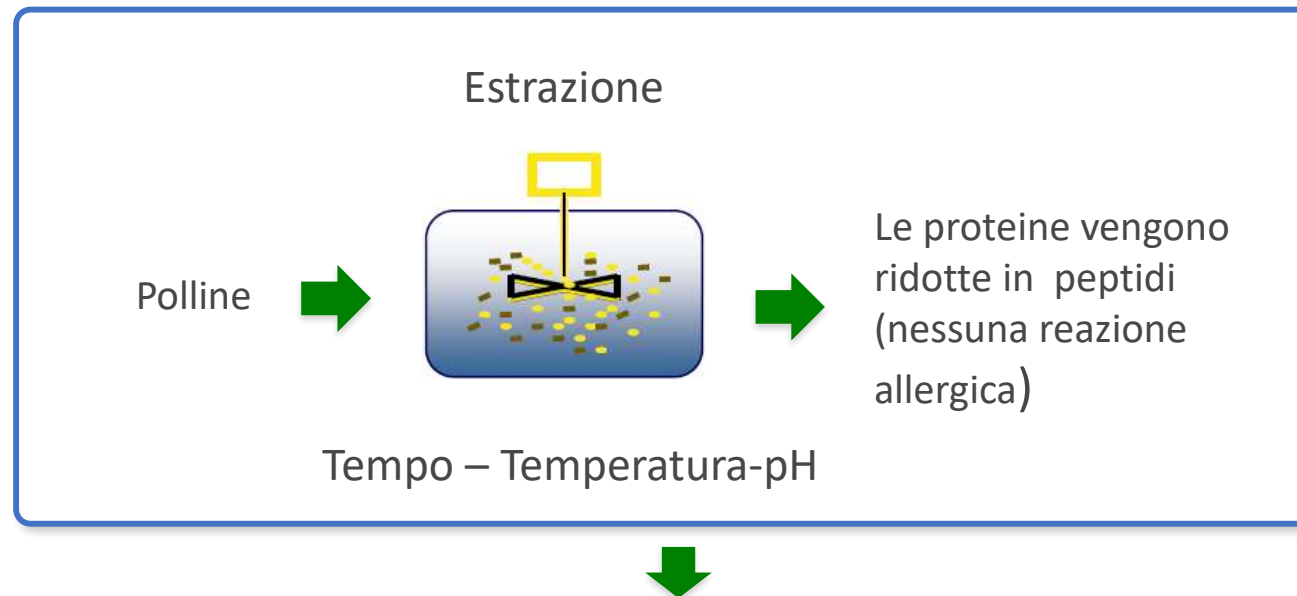 Estrazione
Polline
Le proteine vengono
ridotte in peptidi
(nessuna reazione
allergica)
Tempo – Temperatura-pH